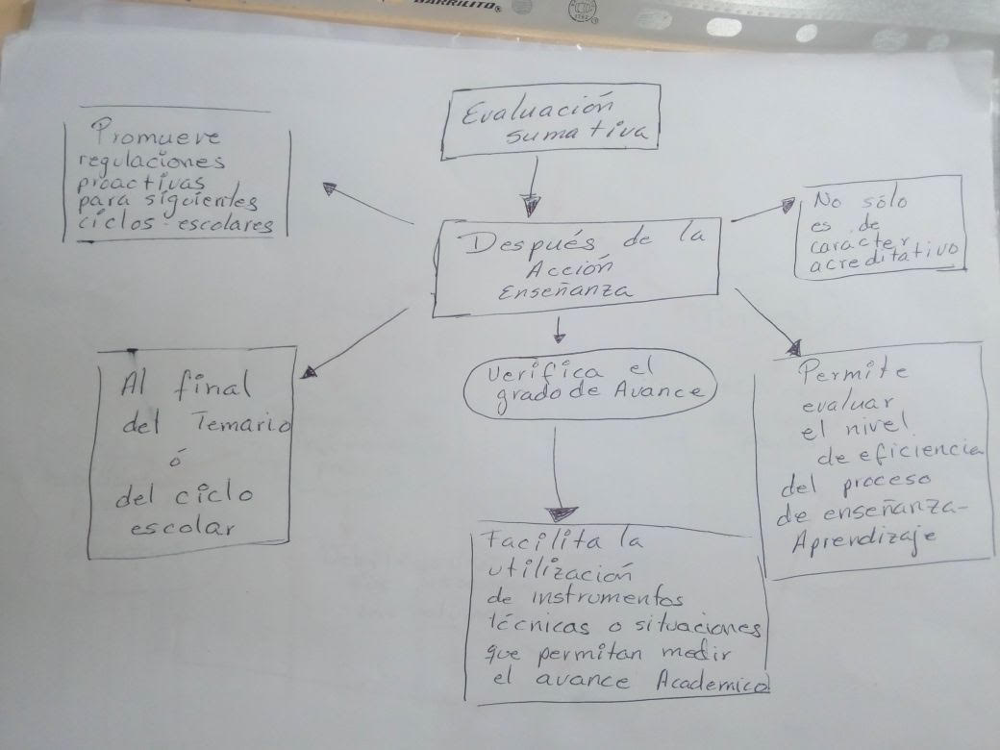 BARRILITO®
Evaluación
sumativa
Promueve
regulaciones
proactivas
para siguientes
ciclos escolares
Después de la
Acción
Enseñanza
No sólo
es de
carácter
acreditativo
Al final
del Temario
ó
del ciclo
escolar
Verifica el
grado de Avance
Permite
evaluar
el nivel
de eficiencia
del proceso
de enseñanza-
Aprendizaje
Facilita la
utilización
de instrumentos
técnicas o situaciones
que permitan medir
el avance Academico